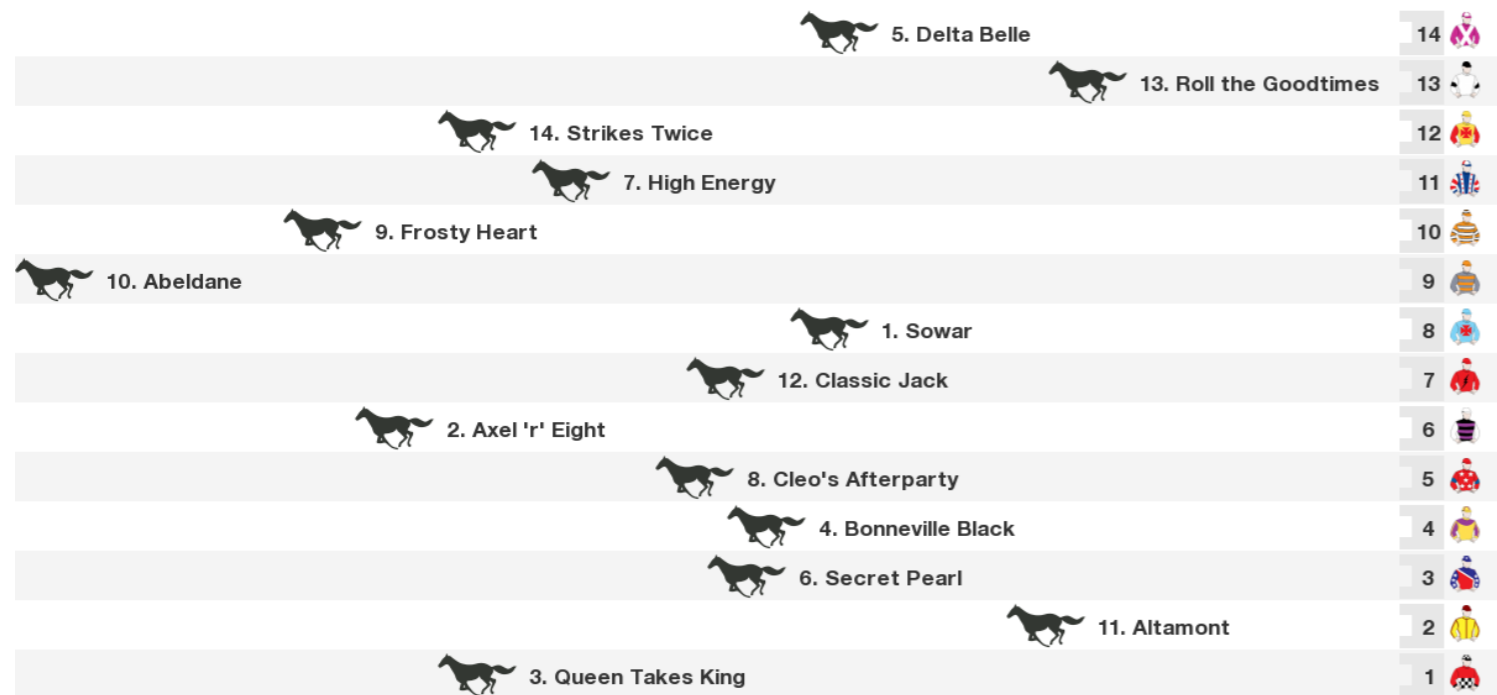 5. Delta Belle 14
13. Roll the Goodtimes 13
14. Strikes Twice 12
7. High Energy 11
9. Frosty Heart 10
10. Abeldane 9
1. Sowar 8
12. Classic Jack 7
2. Axel 'r' Eight 6
8. Cleo's Afterparty 5
4. Bonneville Black 4
6. Secret Pearl 3
11. Altamont 2
3. Queen Takes King 1